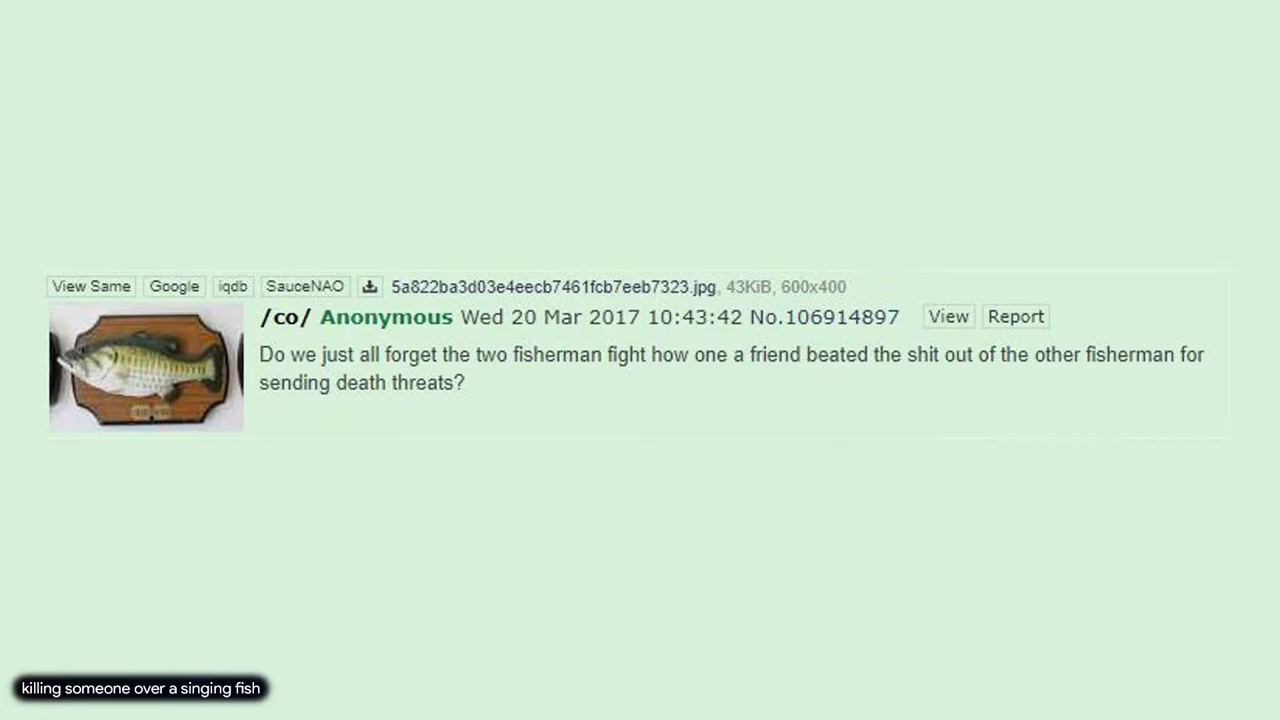 View Same Google iqdb SauceNAO 5a822ba3d03e4eecb7461fcb7eeb7323.jpg, 43KiB, 600x400
/co/ Anonymous Wed 20 Mar 2017 10:43:42 No.106914897 View Report
Do we just all forget the two fisherman fight how one a friend beated the shit out of the other fisherman for
sending death threats?
killing someone over a singing fish